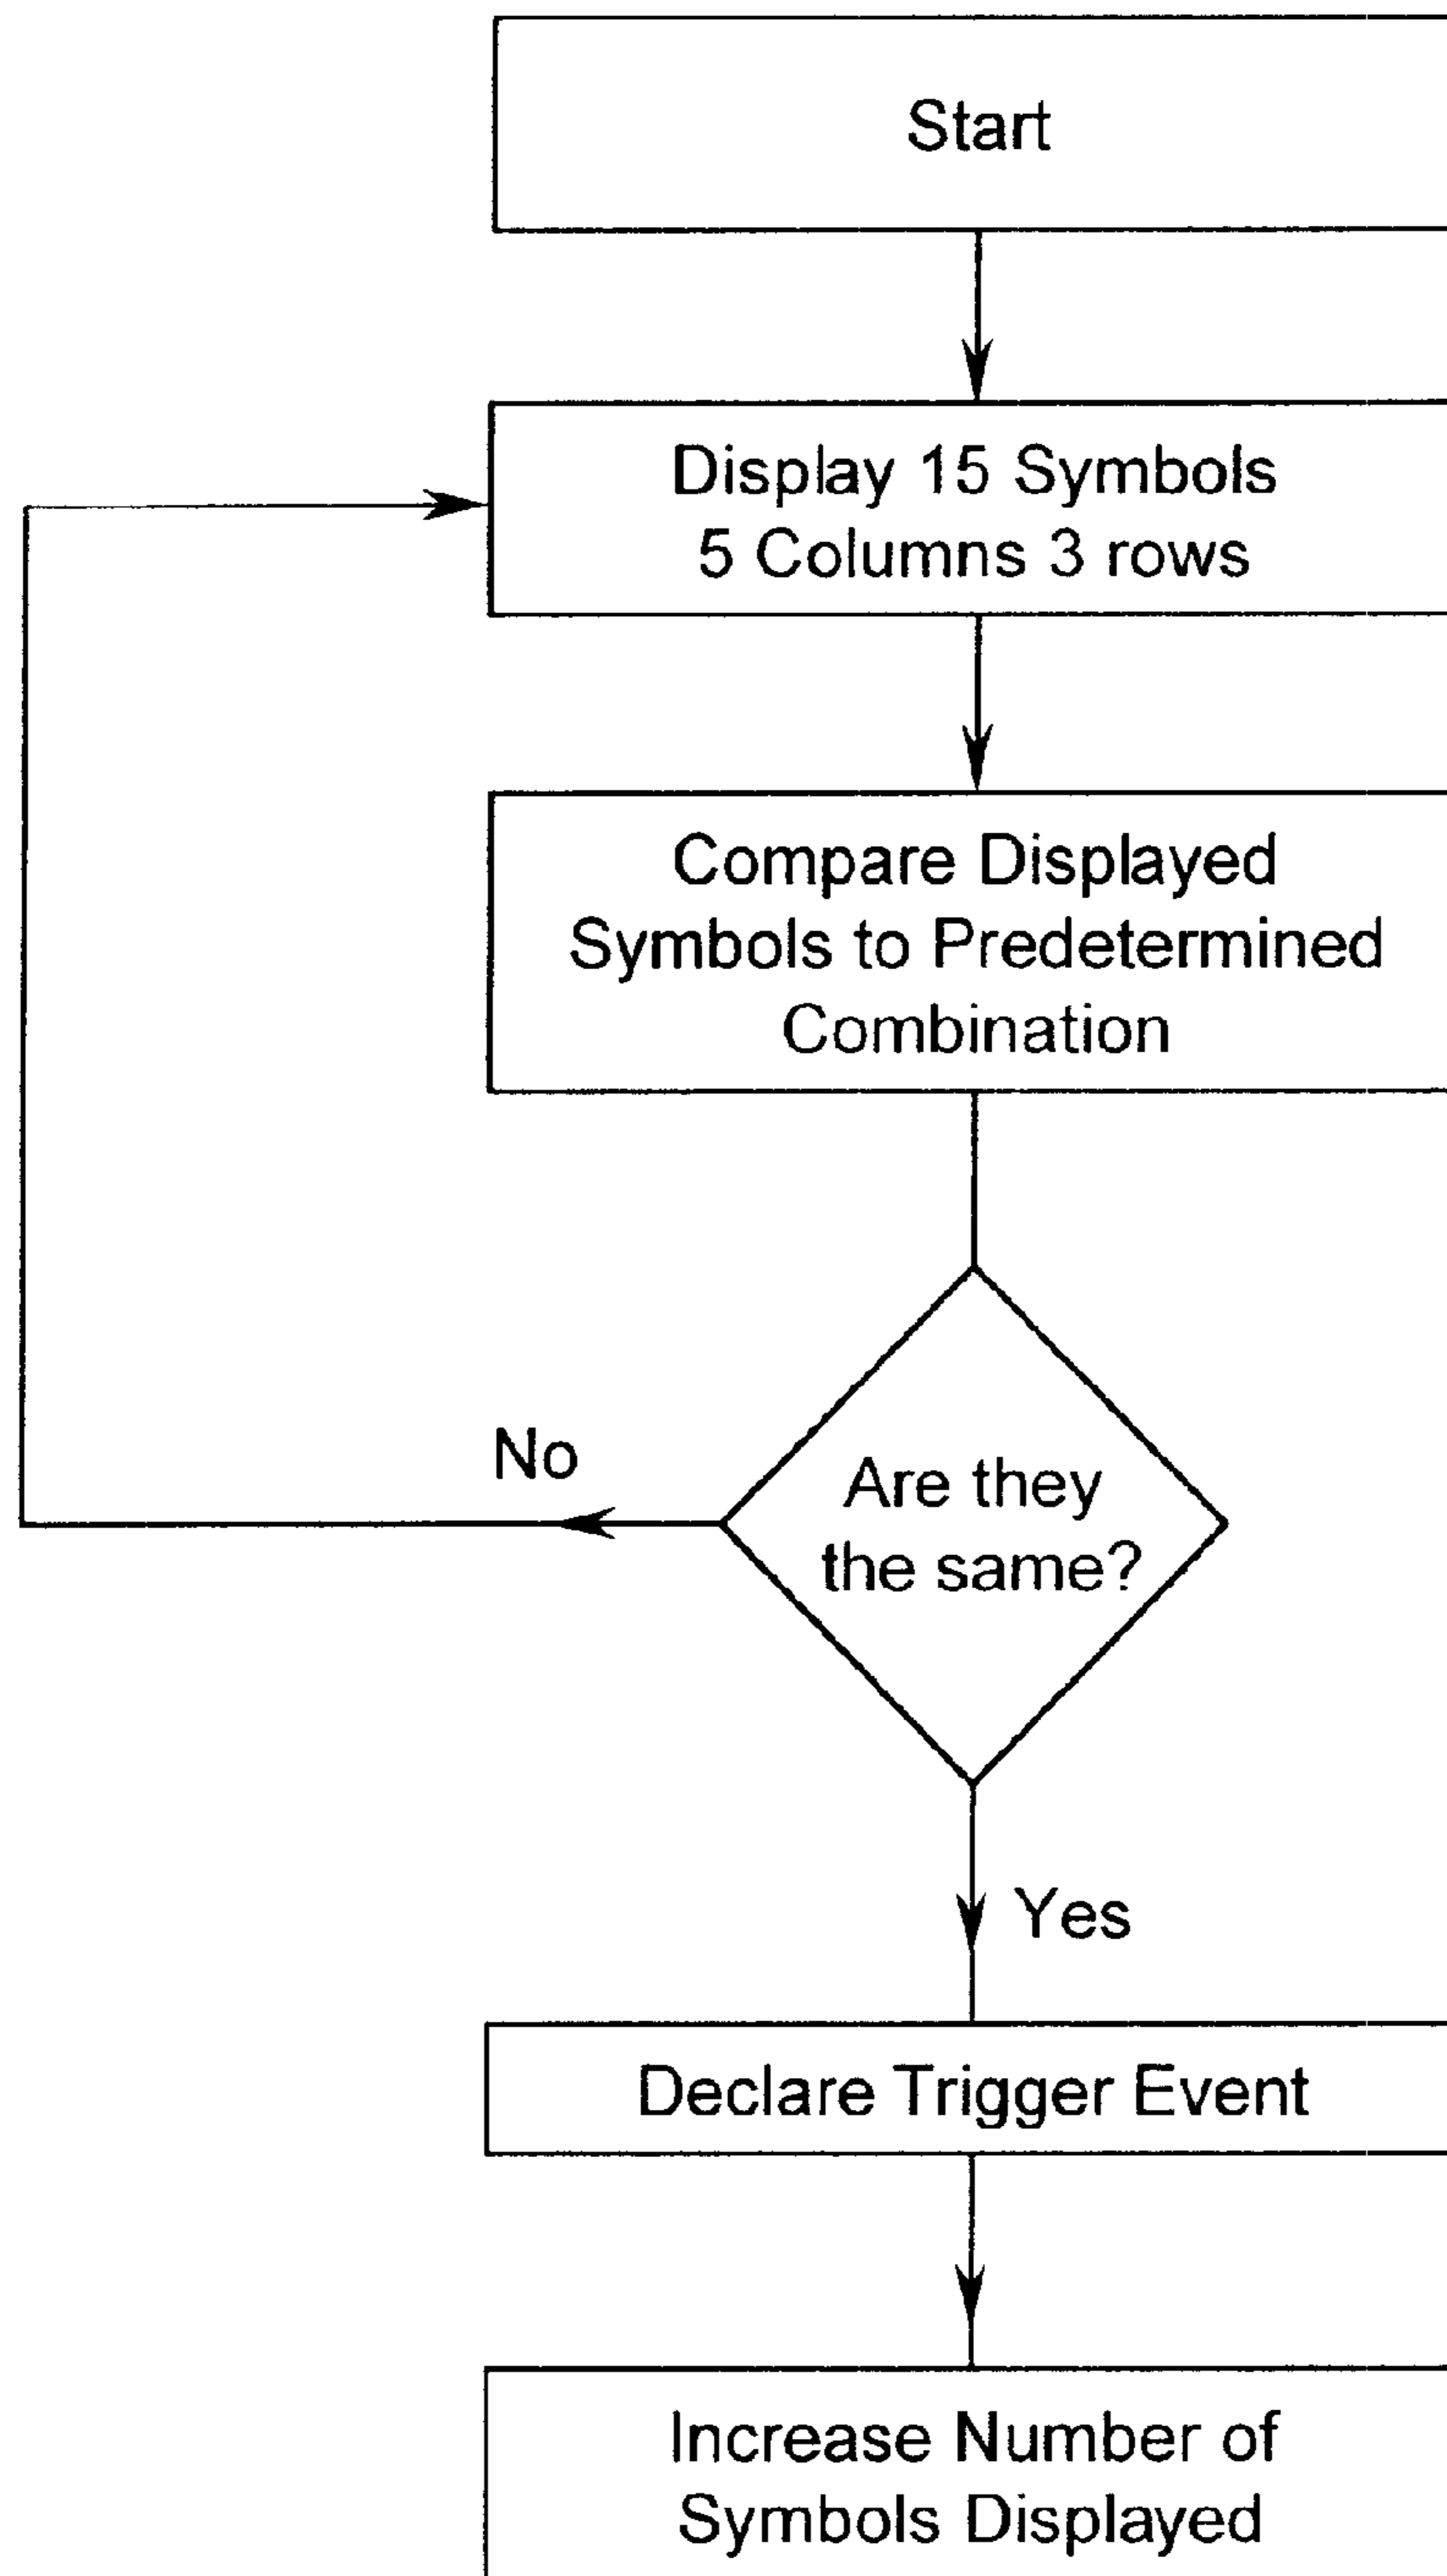 Start
Display 15 Symbols
5 Columns 3 rows
Compare Displayed
Symbols to Predetermined
Combination
No
Are they
the same?
Yes
Declare Trigger Event
Increase Number of
Symbols Displayed